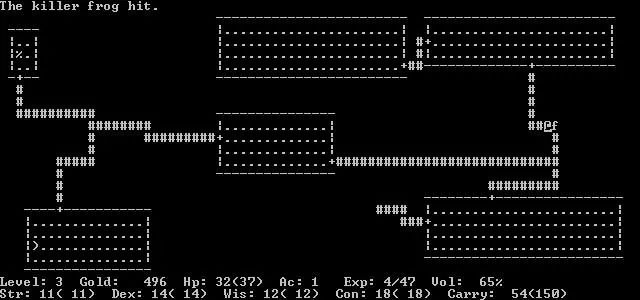 The killer frog hit.
Level: 3 Gold: 496 Hp: 32(37) Ac: 1 Exp: 4/47 Vol: 65%
Str: 11( 11) Dex: 14( 14) Wis: 12( 12) Con: 18( 18) Carry: 54(150)